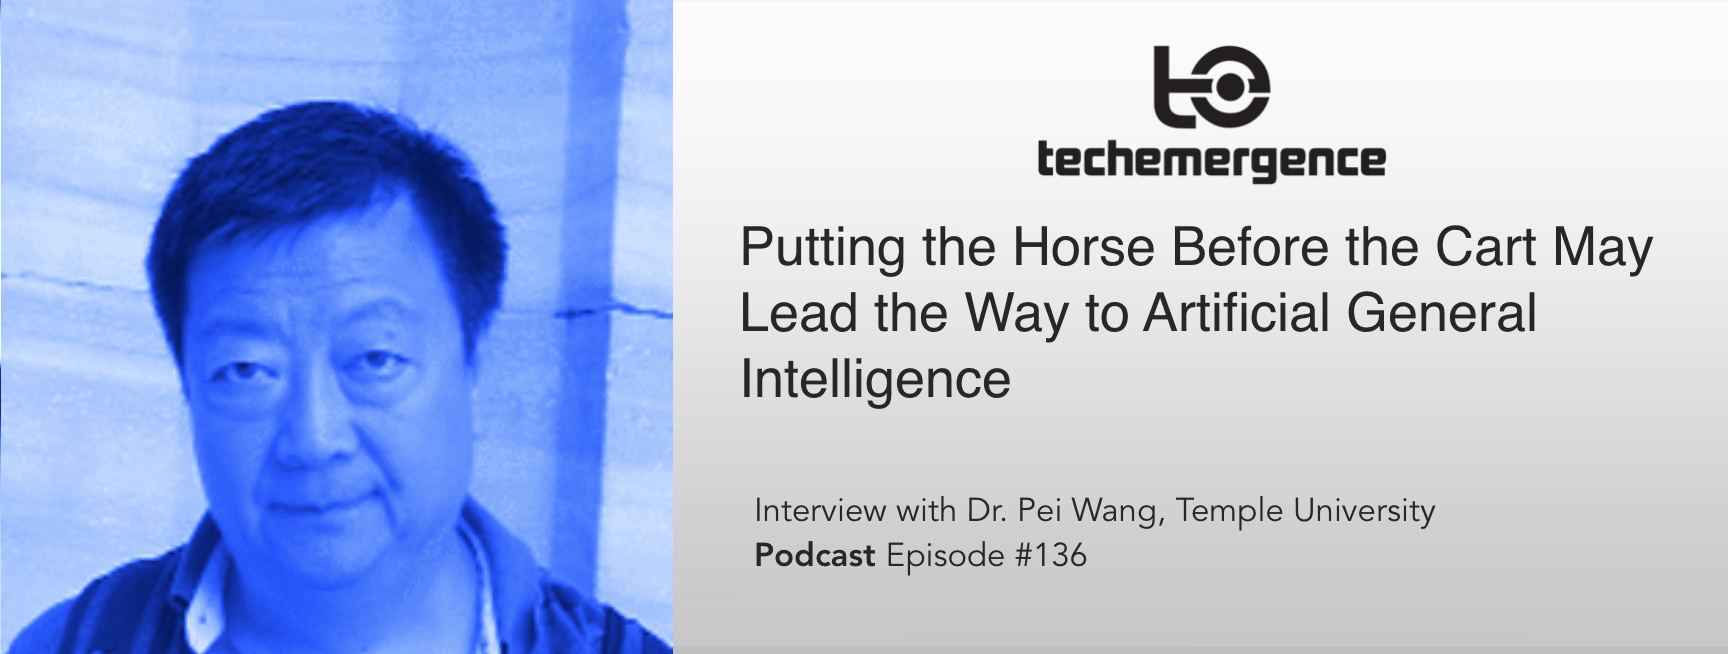 techemergence
Putting the Horse Before the Cart May
Lead the Way to Artificial General
Intelligence
Interview with Dr. Pei Wang, Temple University
Podcast Episode #136